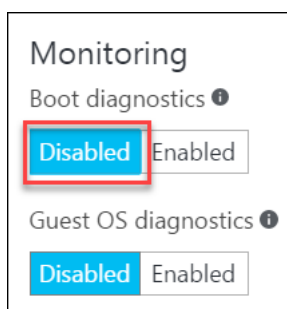 Monitoring
Boot diagnostics
Disabled Enabled
Guest OS diagnostics
Disabled Enabled